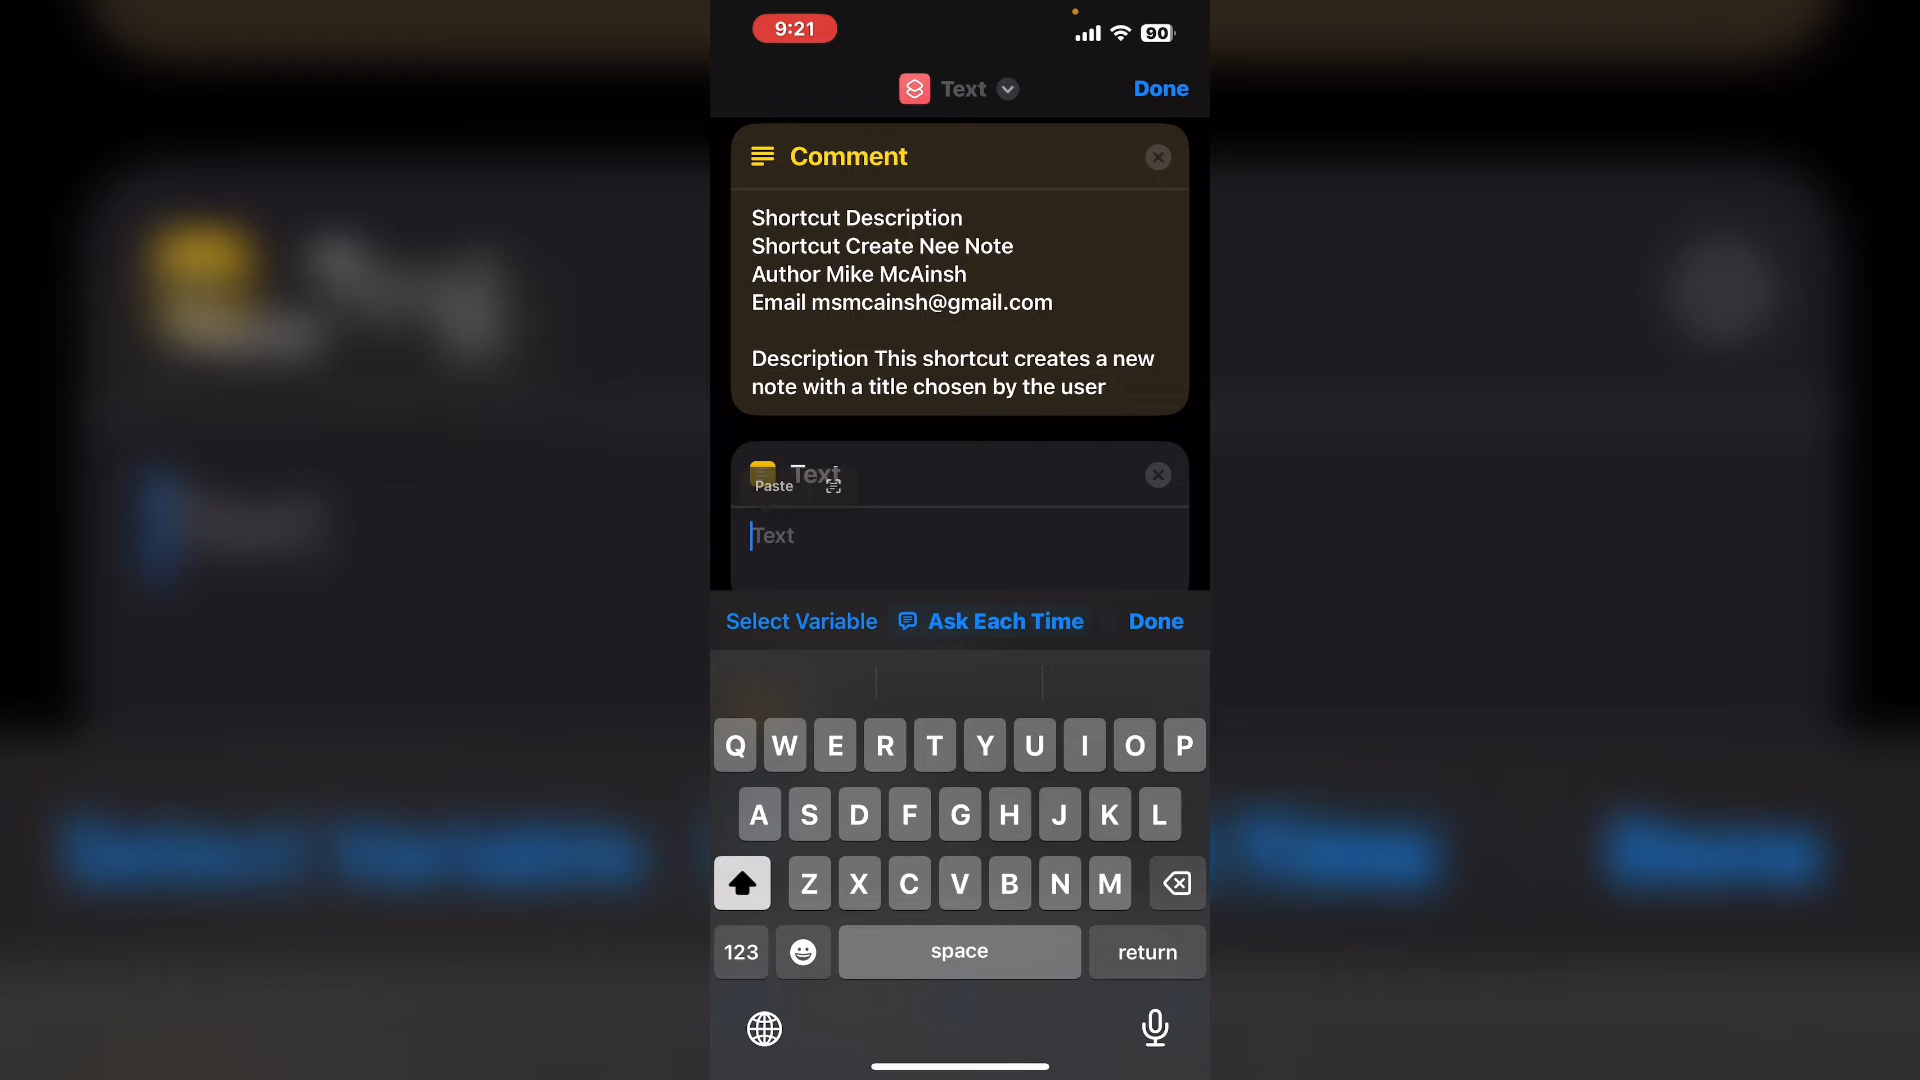 9:21
90
Text
Done
Comment
Shortcut Description
Shortcut Create Nee Note
Author Mike McAinsh
Email msmcainsh@gmail.com
Description This shortcut creates a new
note with a title chosen by the user
Text
Paste
Text
Select Variable
Ask Each Time
Done
Q W E R T Y U I O P
A S D F G H J K L
Z X C V B N M
123
space
return